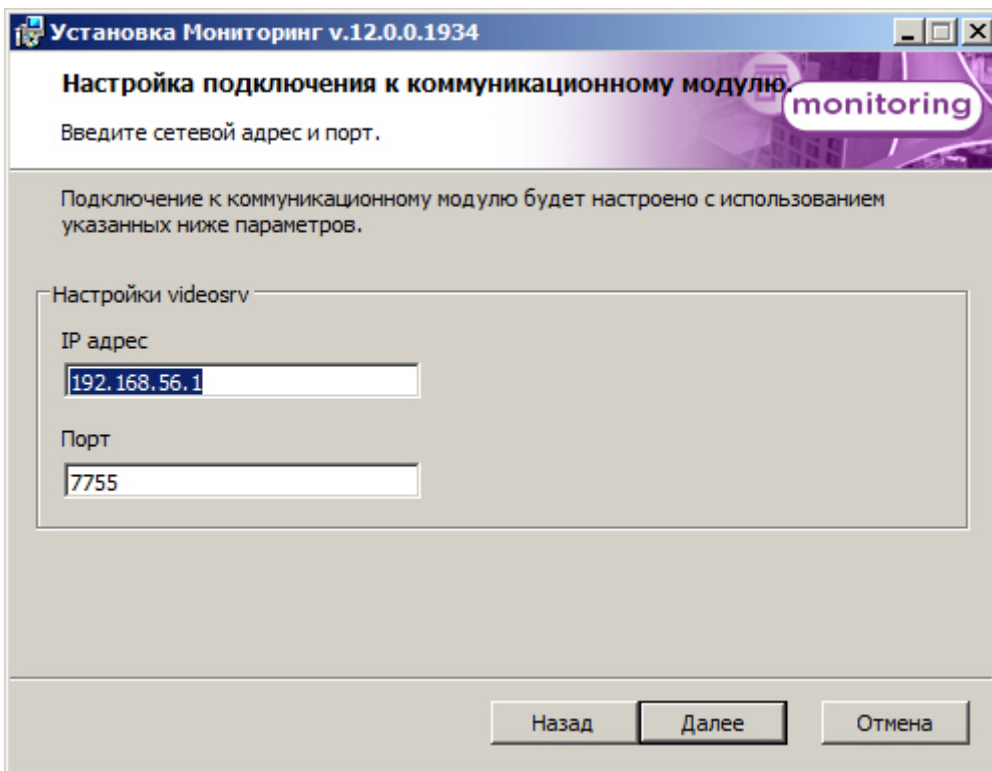 Установка Мониторинг v.12.0.0.1934
Настройка подключения к коммуникационному модулю.
monitoring
Введите сетевой адрес и порт.
Подключение к коммуникационному модулю будет настроено с использованием
указанных ниже параметров.
Настройки videosrv
IP адрес
192.168.56.1
Порт
7755
Назад Далее Отмена